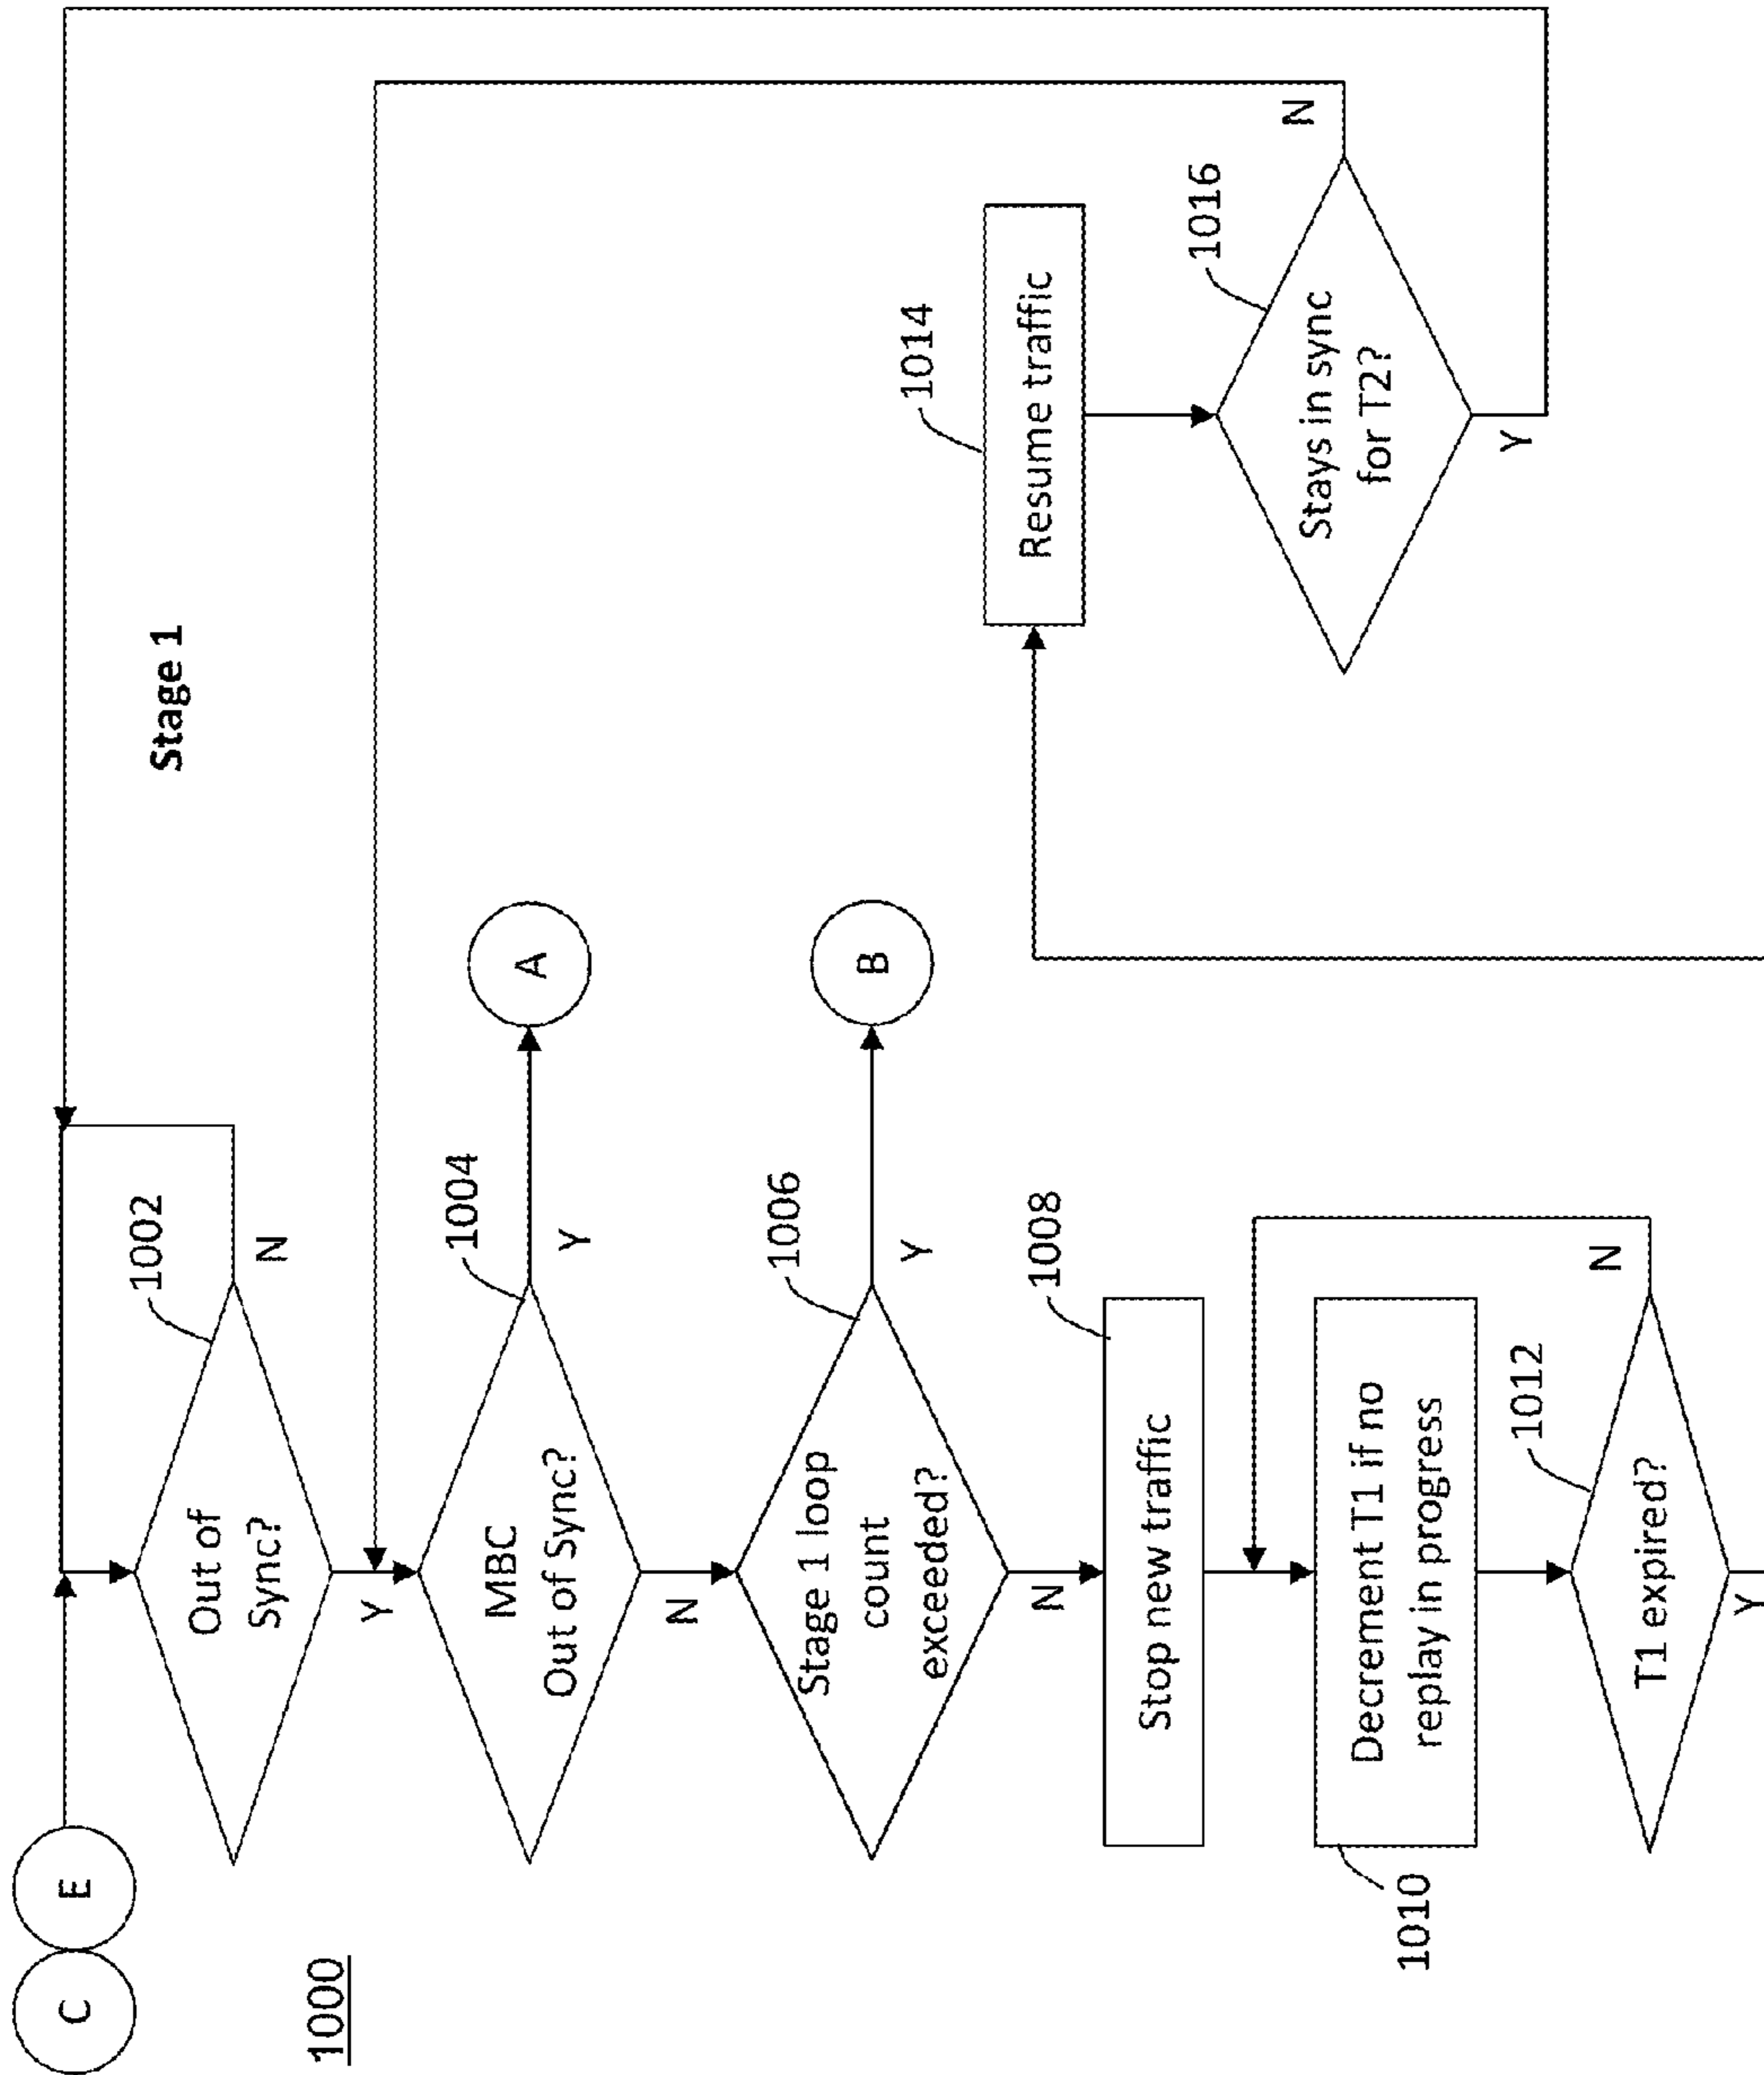 C
E
1000
Stage 1
1002
Out of
Sync?
N
Y
1004
MBC
Out of Sync?
Y
A
N
1006
Stage 1 loop
count
exceeded?
Y
B
N
1008
Stop new traffic
1010
Decrement T1 if no
replay in progress
1012
T1 expired?
N
Y
1014
Resume traffic
1016
Stays in sync
for T2?
N
Y